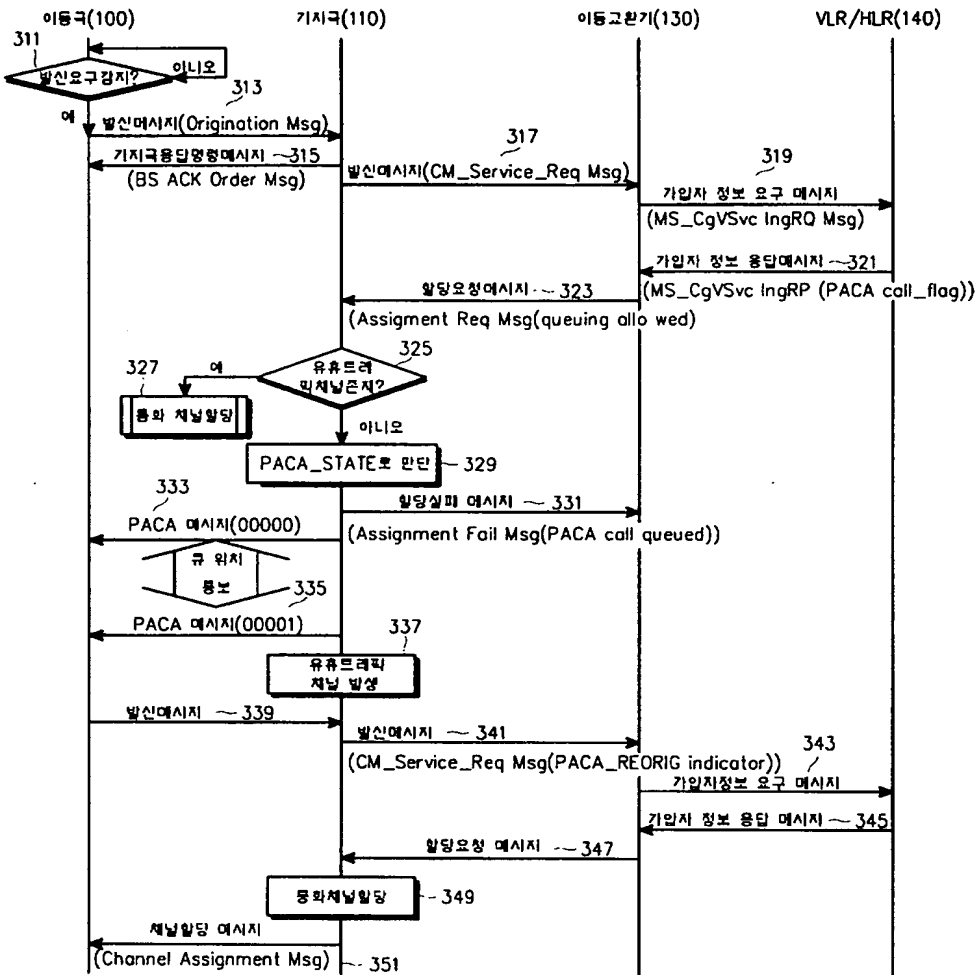 이동국(100)
기지국(110)
이동교환기(130)
VLR/HLR(140)
311
발신요구감지?
아니오
예
313
발신메시지(Origination Msg)
기지국응답명령메시지 ~315
(BS ACK Order Msg)
317
발신메시지(CM_Service_Req Msg)
319
가입자 정보 요구 메시지
(MS_CgVSvc IngRQ Msg)
가입자 정보 응답메시지 ~321
(MS_CgVSvc IngRP (PACA call_flag))
할당요청메시지 ~323
(Assigment Req Msg(queuing allo wed)
325
유휴트래
픽채널존재?
예
327
통화 채널할당
아니오
PACA_STATE로 판단 ~329
할당실패 메시지 ~331
(Assignment Fail Msg(PACA call queued))
333
PACA 메시지(00000)
큐 위치
통보
335
PACA 메시지(00001)
337
유휴트래픽
채널 발생
발신메시지 ~339
발신메시지 ~341
(CM_Service_Req Msg(PACA_REORIG indicator))
343
가입자정보 요구 메시지
가입자 정보 응답 메시지 ~345
할당요청 메시지 ~347
통화채널할당 ~349
채널할당 메시지
(Channel Assignment Msg) ~351